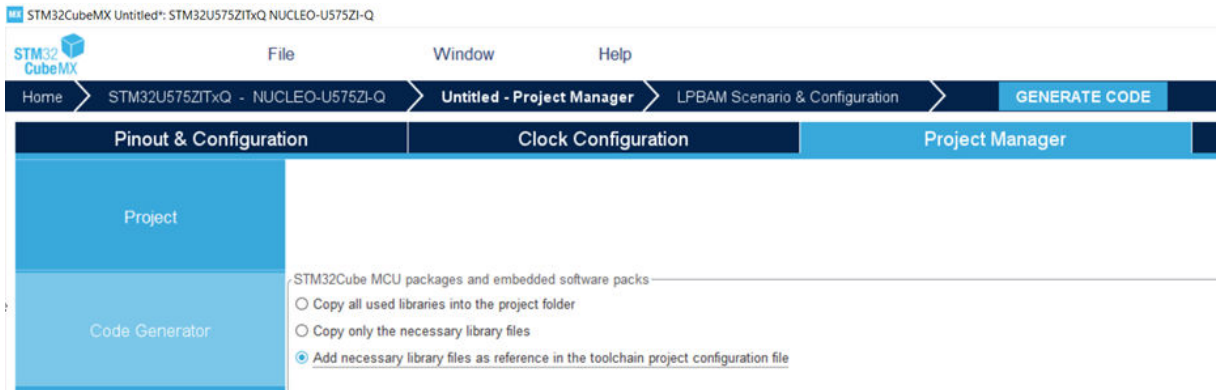 MX STM32CubeMX Untitled*: STM32U575ZITxQ NUCLEO-U575ZI-Q
STM32
CubeMX
File Window Help
Home STM32U575ZITxQ - NUCLEO-U575ZI-Q Untitled - Project Manager LPBAM Scenario & Configuration GENERATE CODE
Pinout & Configuration Clock Configuration Project Manager
Project
STM32Cube MCU packages and embedded software packs
Copy all used libraries into the project folder
Code Generator
Copy only the necessary library files
Add necessary library files as reference in the toolchain project configuration file